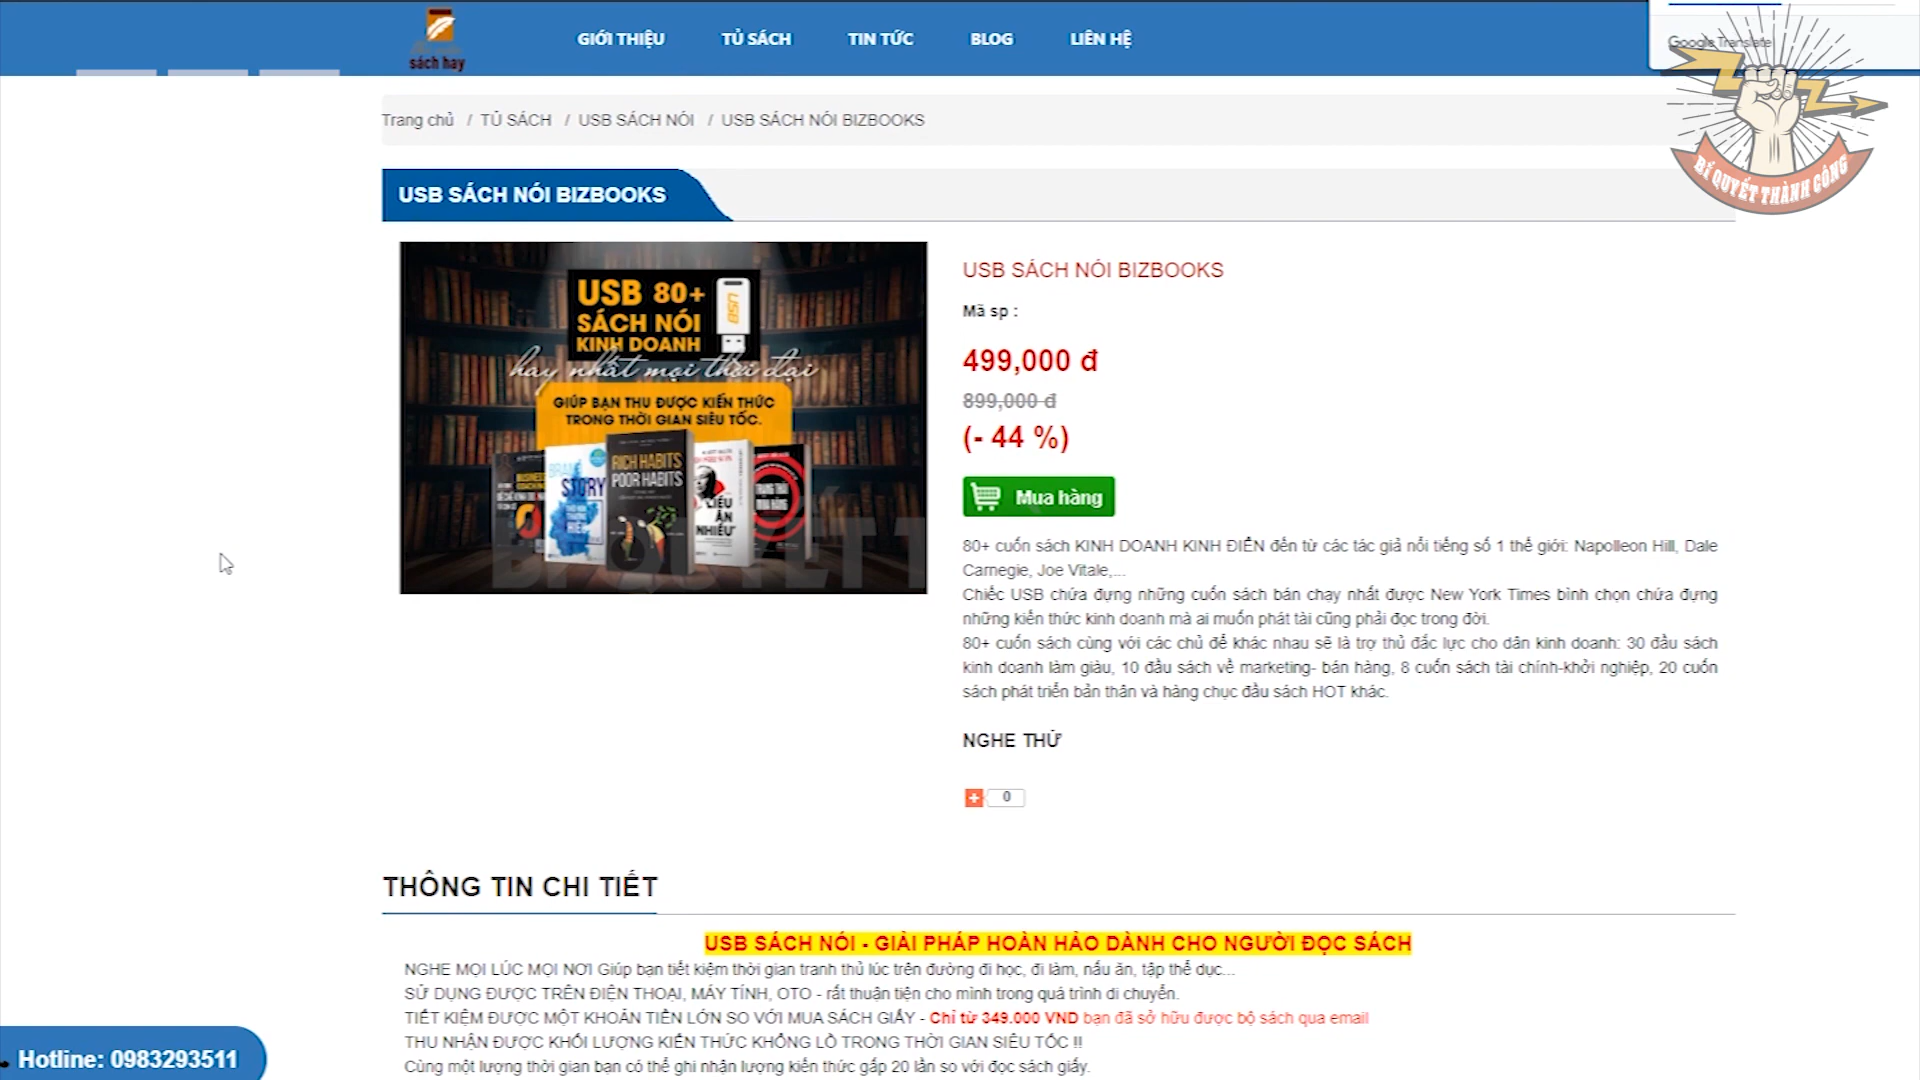 sách hay
GIỚI THIỆU
TỦ SÁCH
TIN TỨC
BLOG
LIÊN HỆ
Google Translate
BÍ QUYẾT THÀNH CÔNG
Trang chủ / TỦ SÁCH / USB SÁCH NÓI / USB SÁCH NÓI BIZBOOKS
USB SÁCH NÓI BIZBOOKS
USB 80+
SÁCH NÓI
KINH DOANH
USB
hay nhất mọi thời đại
GIÚP BẠN THU ĐƯỢC KIẾN THỨC
TRONG THỜI GIAN SIÊU TỐC.
STORY
RICH HABITS
POOR HABITS
LIỀU
ĂN
NHIỀU
TRẠNG THÁI
MUA HÀNG
USB SÁCH NÓI BIZBOOKS
Mã sp :
499,000 đ
899,000 đ
(- 44 %)
Mua hàng
80+ cuốn sách KINH DOANH KINH ĐIỂN đến từ các tác giả nổi tiếng số 1 thế giới: Napolleon Hill, Dale
Carnegie, Joe Vitale,...
Chiếc USB chứa đựng những cuốn sách bán chạy nhất được New York Times bình chọn chứa đựng
những kiến thức kinh doanh mà ai muốn phát tài cũng phải đọc trong đời.
80+ cuốn sách cùng với các chủ đề khác nhau sẽ là trợ thủ đắc lực cho dân kinh doanh: 30 đầu sách
kinh doanh làm giàu, 10 đầu sách về marketing- bán hàng, 8 cuốn sách tài chính-khởi nghiệp, 20 cuốn
sách phát triển bản thân và hàng chục đầu sách HOT khác.
NGHE THỬ
0
THÔNG TIN CHI TIẾT
USB SÁCH NÓI - GIẢI PHÁP HOÀN HẢO DÀNH CHO NGƯỜI ĐỌC SÁCH
NGHE MỌI LÚC MỌI NƠI Giúp bạn tiết kiệm thời gian tranh thủ lúc trên đường đi học, đi làm, nấu ăn, tập thể dục...
SỬ DỤNG ĐƯỢC TRÊN ĐIỆN THOẠI, MÁY TÍNH, OTO - rất thuận tiện cho mình trong quá trình di chuyển.
TIẾT KIỆM ĐƯỢC MỘT KHOẢN TIỀN LỚN SO VỚI MUA SÁCH GIẤY - Chỉ từ 349.000 VND bạn đã sở hữu được bộ sách qua email
THU NHẬN ĐƯỢC KHỐI LƯỢNG KIẾN THỨC KHỔNG LỒ TRONG THỜI GIAN SIÊU TỐC !!
Cùng một lượng thời gian bạn có thể ghi nhận lượng kiến thức gấp 20 lần so với đọc sách giấy.
Hotline: 0983293511